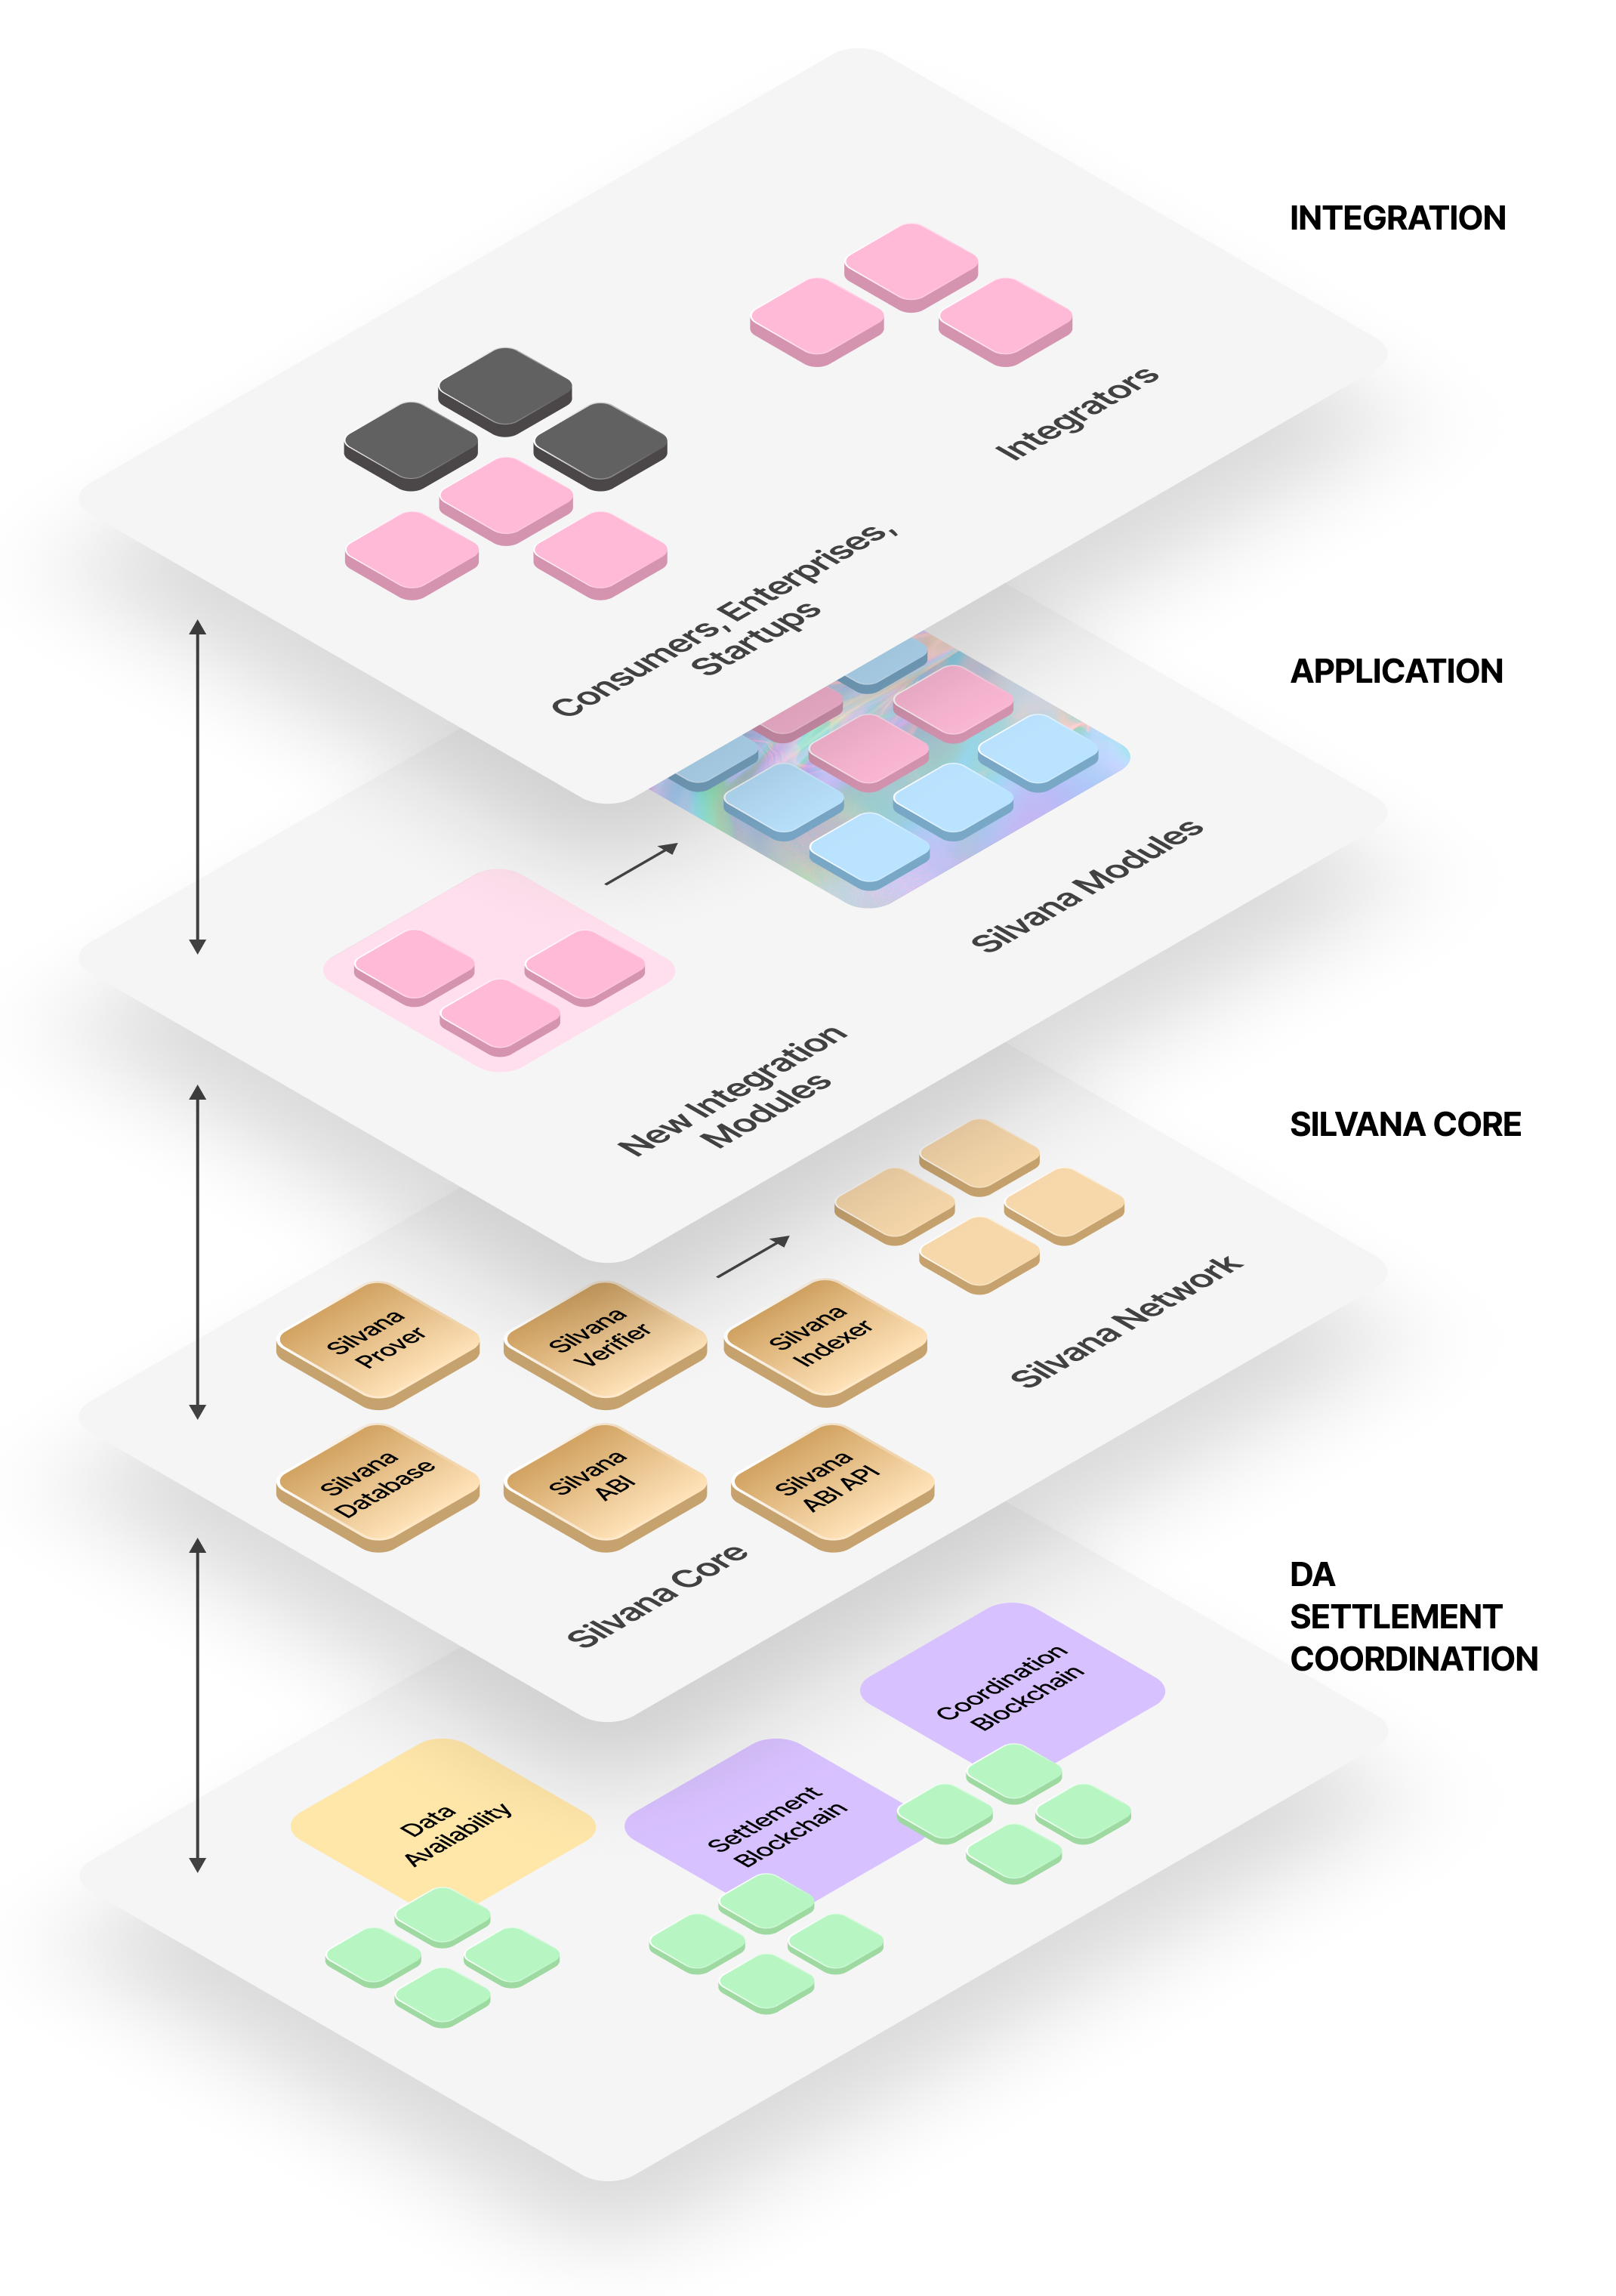 INTEGRATION
Integrators
Consumers, Enterprises,
Startups
APPLICATION
Silvana Modules
New Integration
Modules
SILVANA CORE
Silvana Network
Silvana
Prover
Silvana
Verifier
Silvana
Indexer
Silvana
Database
Silvana
ABI
Silvana
ABI API
Silvana Core
DA
SETTLEMENT
COORDINATION
Coordination
Blockchain
Settlement
Blockchain
Data
Availability